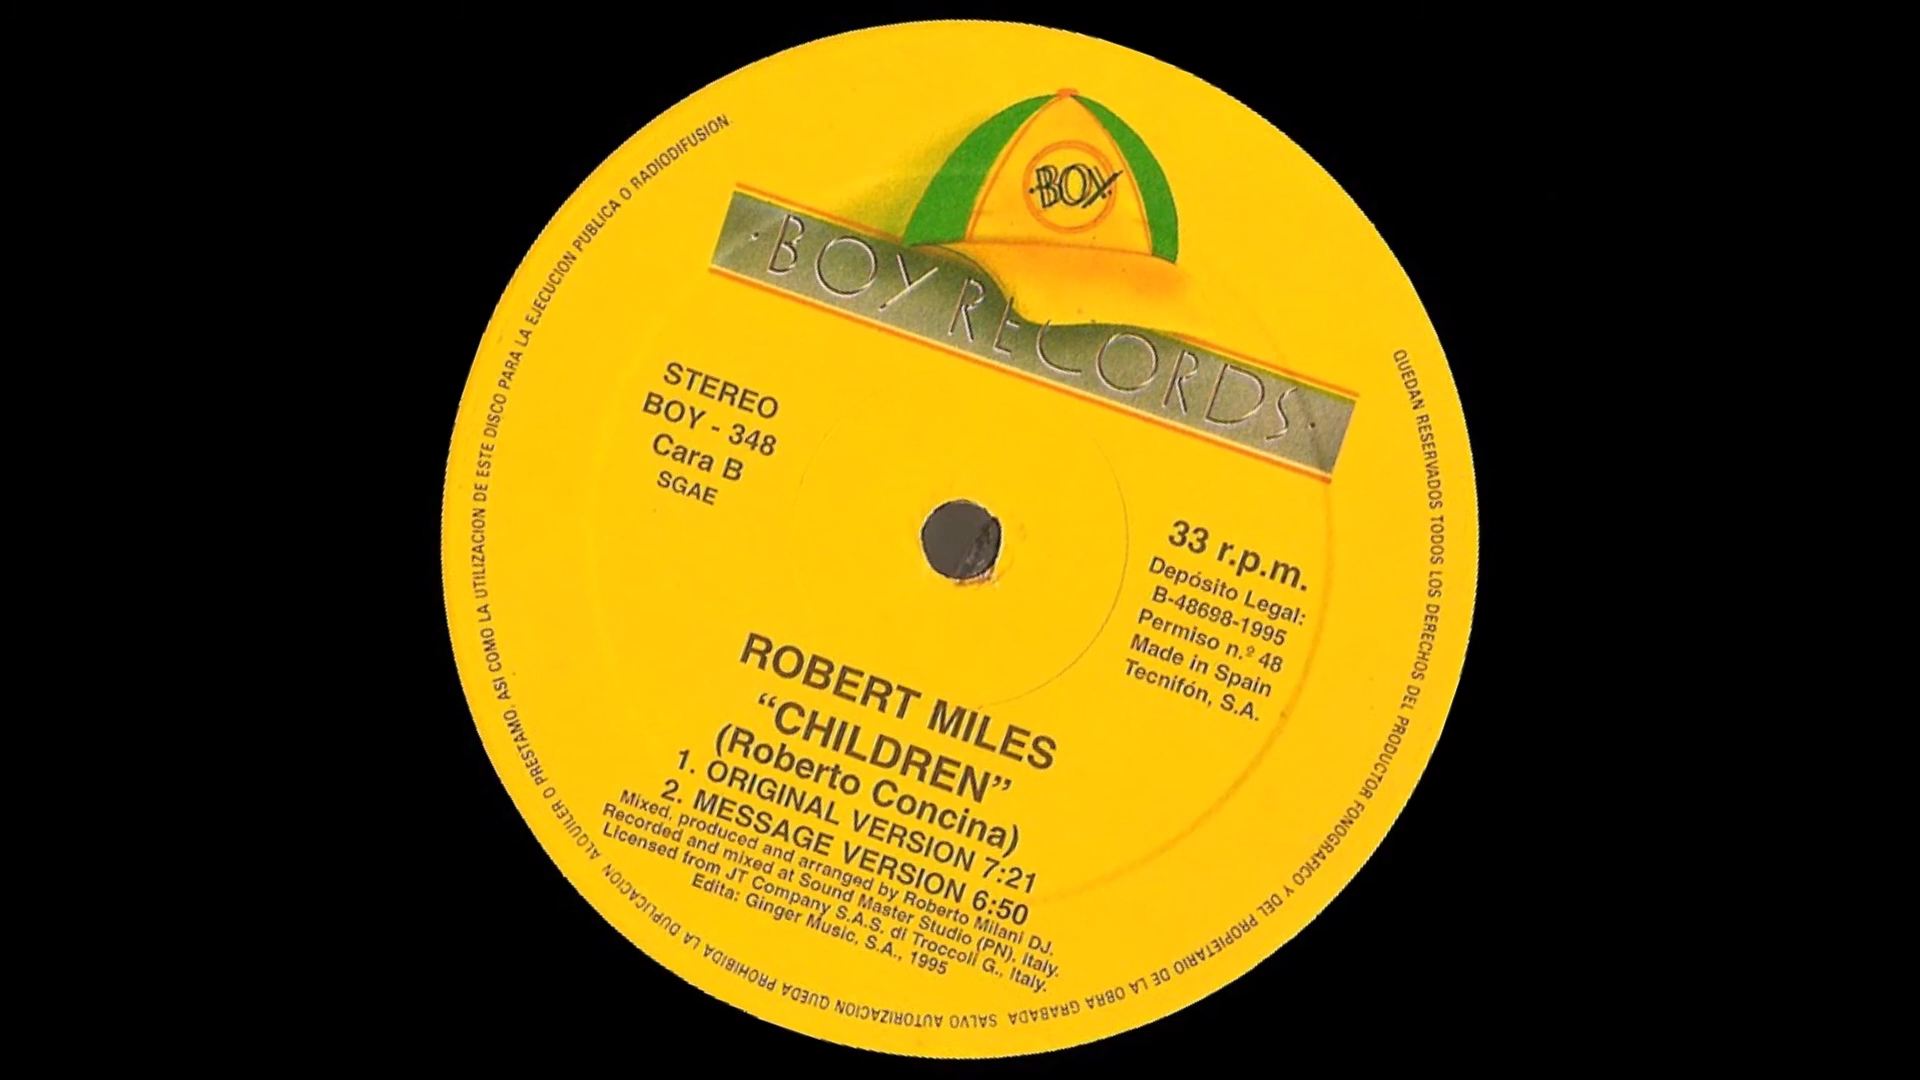 BOY
·BOY RECORDS·
STEREO
BOY - 348
Cara B
SGAE
33 r.p.m.
Depósito Legal:
B-48698-1995
Permiso n.º 48
Made in Spain
Tecnifón, S.A.
ROBERT MILES
“CHILDREN”
(Roberto Concina)
1. ORIGINAL VERSION 7:21
2. MESSAGE VERSION 6:50
Mixed, produced and arranged by Roberto Milani DJ.
Recorded and mixed at Sound Master Studio (PN). Italy.
Licensed from JT Company S.A.S. di Troccoli G., Italy.
Edita: Ginger Music, S.A., 1995
QUEDAN RESERVADOS TODOS LOS DERECHOS DEL PRODUCTOR FONOGRAFICO Y DEL PROPIETARIO DE LA OBRA GRABADA SALVO AUTORIZACION QUEDA PROHIBIDA LA DUPLICACION ALQUILER O PRESTAMO, ASI COMO LA UTILIZACION DE ESTE DISCO PARA LA EJECUCION PUBLICA O RADIODIFUSION.